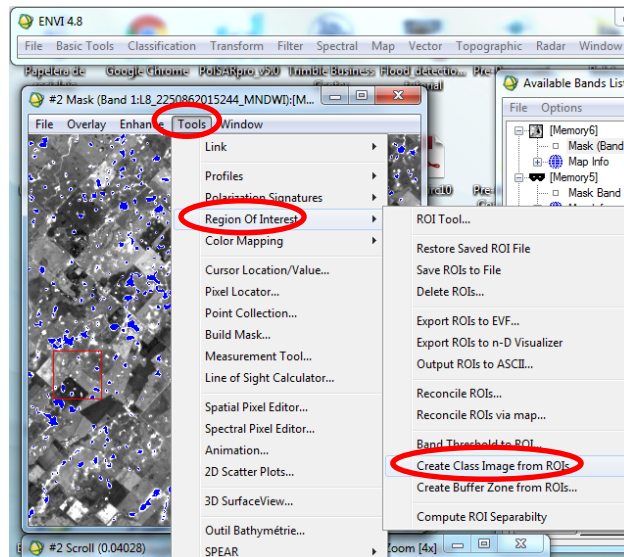 ENVI 4.8
File Basic Tools Classification Transform Filter Spectral Map Vector Topographic Radar Window
Papelera de Google Chrome PolSARpro_v5.0 Trimble Business Flood_detectio...
#2 Mask (Band 1:L8_2250862015244_MNDWI):[M...
File Overlay Enhance Tools Window
Link
Profiles
Polarization Signatures
Region Of Interest
Color Mapping
Cursor Location/Value...
Pixel Locator...
Point Collection...
Build Mask...
Measurement Tool...
Line of Sight Calculator...
Spatial Pixel Editor...
Spectral Pixel Editor...
Animation...
2D Scatter Plots...
3D SurfaceView...
Outil Bathymétrie...
SPEAR
ROI Tool...
Restore Saved ROI File
Save ROIs to File
Delete ROIs...
Export ROIs to EVF...
Export ROIs to n-D Visualizer
Output ROIs to ASCII...
Reconcile ROIs...
Reconcile ROIs via map...
Band Threshold to ROI...
Create Class Image from ROIs
Create Buffer Zone from ROIs...
Compute ROI Separabilty
Available Bands List
File Options
[Memory6]
Mask (Band
Map Info
[Memory5]
Mask Band
#2 Scroll (0.04028)
Zoom [4x]